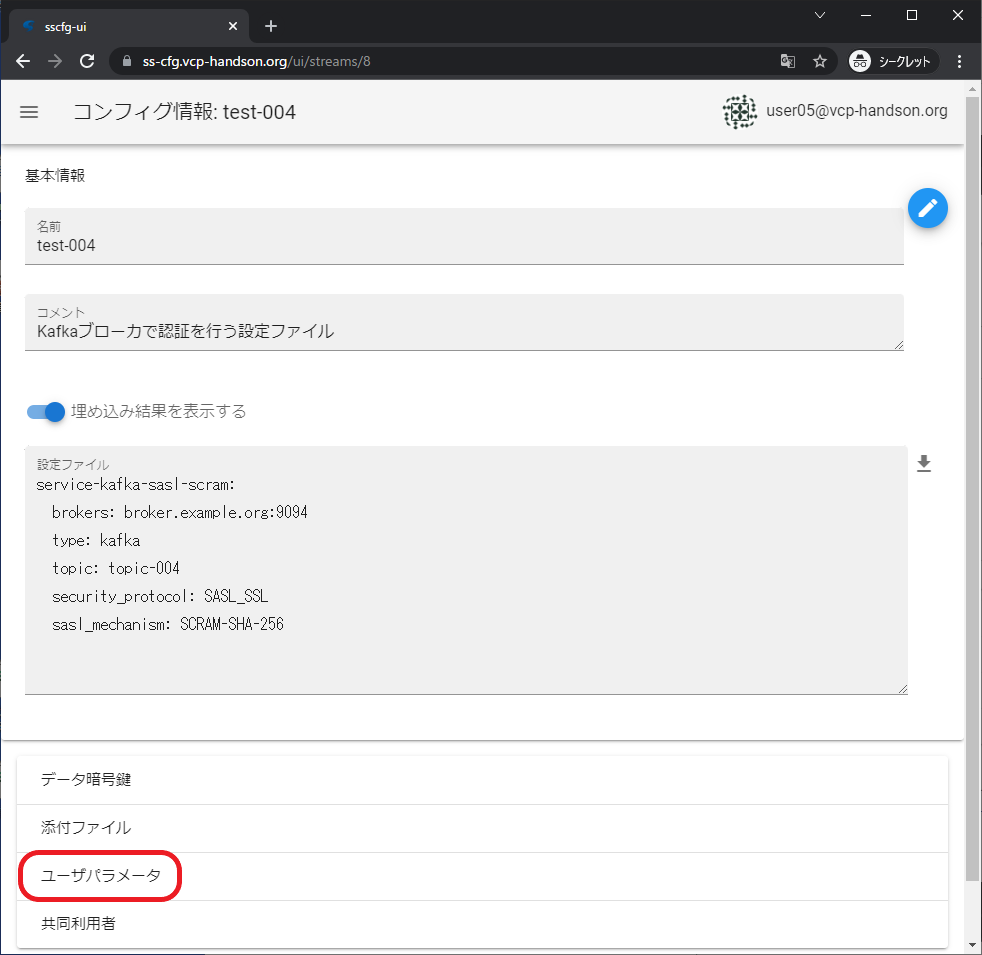 sscfg-ui
ss-cfg.vcp-handson.org/ui/streams/8
シークレット
コンフィグ情報: test-004
user05@vcp-handson.org
基本情報
名前
test-004
コメント
Kafkaブローカで認証を行う設定ファイル
埋め込み結果を表示する
設定ファイル
service-kafka-sasl-scram:
  brokers: broker.example.org:9094
  type: kafka
  topic: topic-004
  security_protocol: SASL_SSL
  sasl_mechanism: SCRAM-SHA-256
データ暗号鍵
添付ファイル
ユーザパラメータ
共同利用者